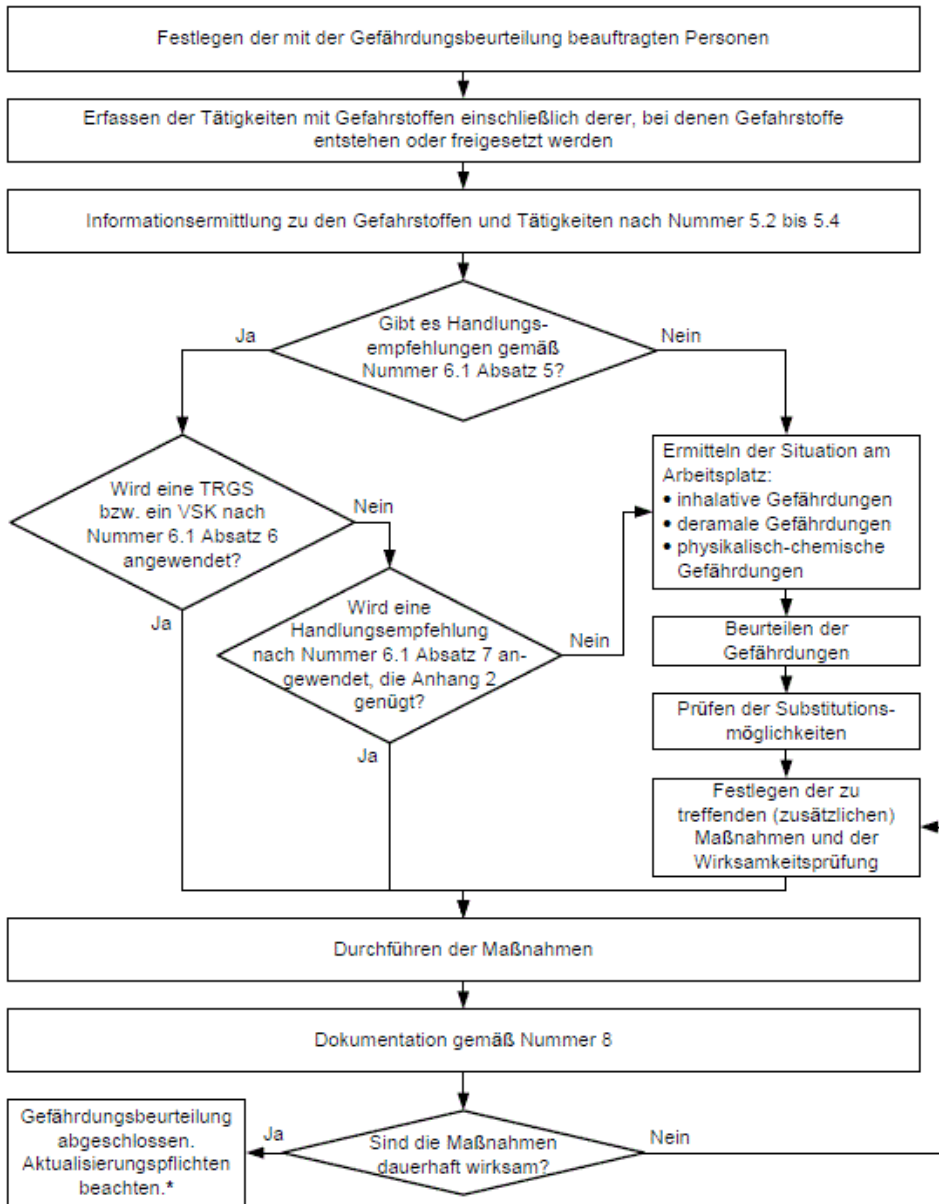 Festlegen der mit der Gefährdungsbeurteilung beauftragten Personen
Erfassen der Tätigkeiten mit Gefahrstoffen einschließlich derer, bei denen Gefahrstoffe
entstehen oder freigesetzt werden
Informationsermittlung zu den Gefahrstoffen und Tätigkeiten nach Nummer 5.2 bis 5.4
Gibt es Handlungs-
empfehlungen gemäß
Nummer 6.1 Absatz 5?
Ja
Nein
Wird eine TRGS
bzw. ein VSK nach
Nummer 6.1 Absatz 6
angewendet?
Nein
Ja
Wird eine
Handlungsempfehlung
nach Nummer 6.1 Absatz 7 an-
gewendet, die Anhang 2
genügt?
Nein
Ja
Ermitteln der Situation am
Arbeitsplatz:
• inhalative Gefährdungen
• deramale Gefährdungen
• physikalisch-chemische
Gefährdungen
Beurteilen der
Gefährdungen
Prüfen der Substitutions-
möglichkeiten
Festlegen der zu
treffenden (zusätzlichen)
Maßnahmen und der
Wirksamkeitsprüfung
Durchführen der Maßnahmen
Dokumentation gemäß Nummer 8
Sind die Maßnahmen
dauerhaft wirksam?
Ja
Nein
Gefährdungsbeurteilung
abgeschlossen.
Aktualisierungspflichten
beachten.*